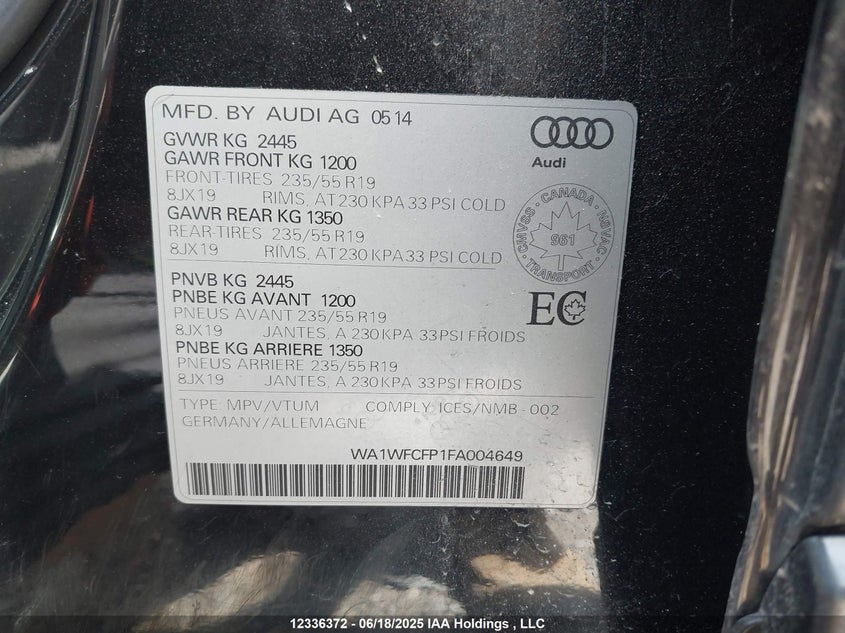 MFD. BY AUDI AG 0514
GVWR KG 2445
GAWR FRONT KG 1200
FRONT-TIRES 235/55 R19
8JX19 RIMS, AT 230 KPA 33 PSI COLD
GAWR REAR KG 1350
REAR-TIRES 235/55 R19
8JX19 RIMS, AT 230 KPA 33 PSI COLD
Audi
CMVSS · CANADA · NSVAC
961
TRANSPORT
PNVB KG 2445
PNBE KG AVANT 1200
PNEUS AVANT 235/55 R19
8JX19 JANTES, A 230 KPA 33 PSI FROIDS
PNBE KG ARRIERE 1350
PNEUS ARRIERE 235/55 R19
8JX19 JANTES, A 230 KPA 33 PSI FROIDS
EC
TYPE: MPV/VTUM COMPLY: ICES/NMB - 002
GERMANY/ALLEMAGNE
WA1WFCFP1FA004649
12336372 - 06/18/2025 IAA Holdings , LLC